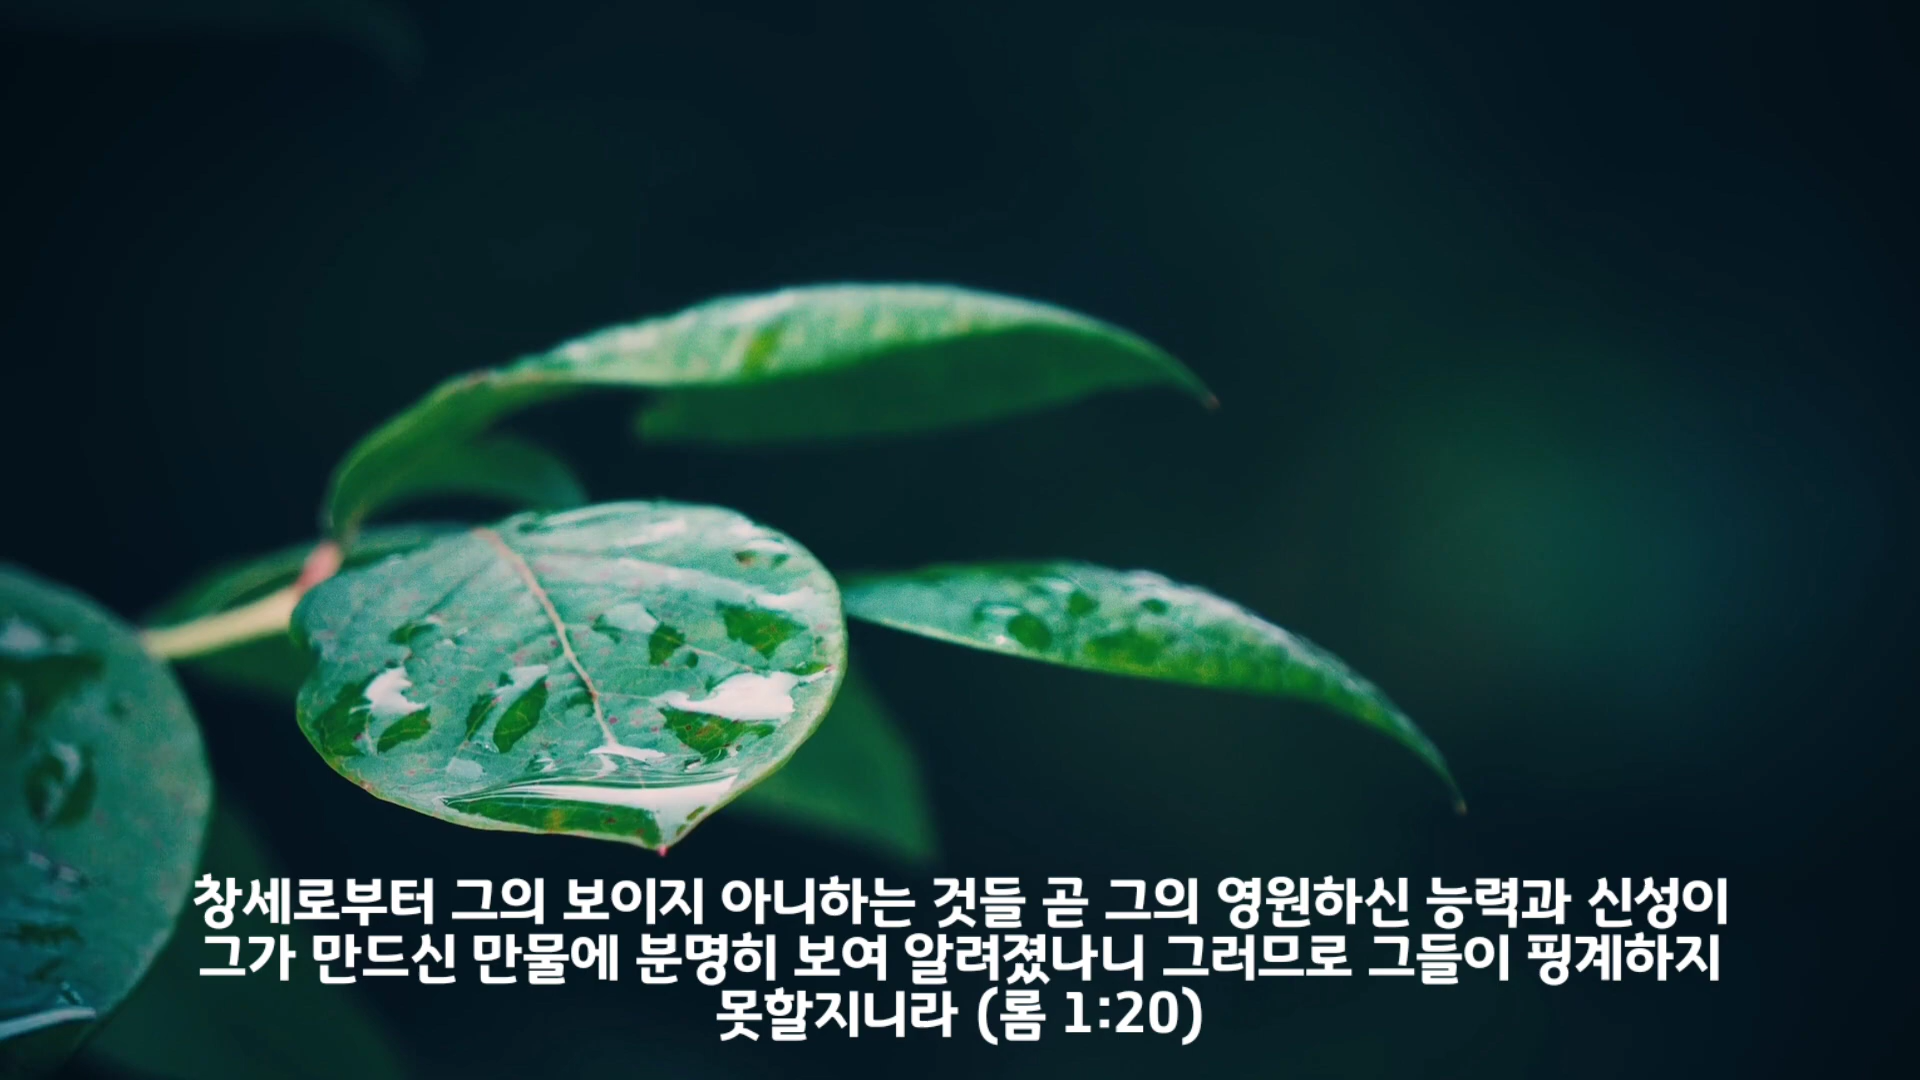 창세로부터 그의 보이지 아니하는 것들 곧 그의 영원하신 능력과 신성이
그가 만드신 만물에 분명히 보여 알려졌나니 그러므로 그들이 핑계하지
못할지니라 (롬 1:20)